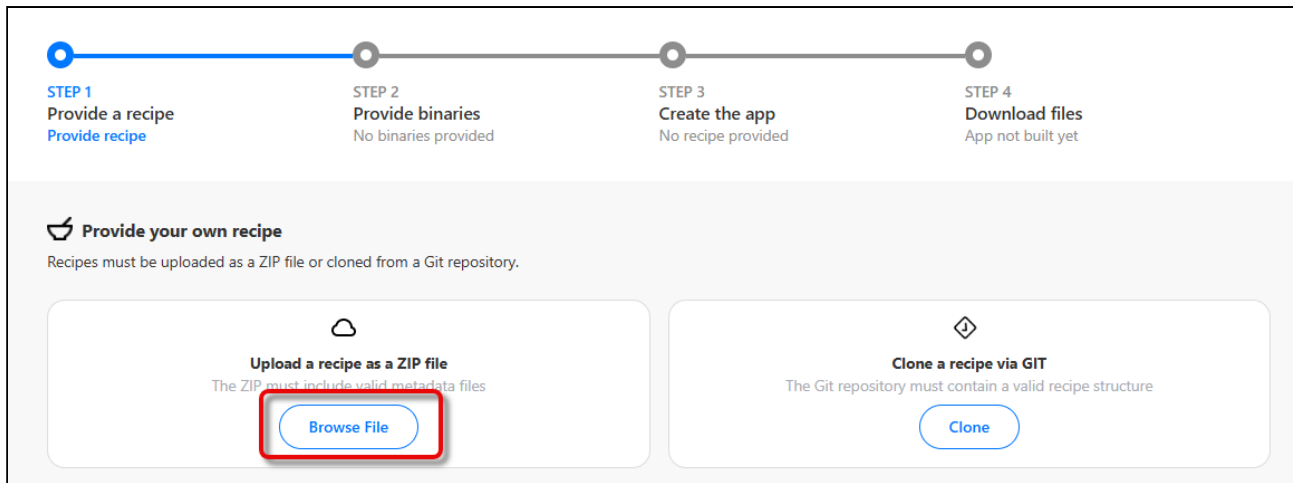 STEP 1
Provide a recipe
Provide recipe
STEP 2
Provide binaries
No binaries provided
STEP 3
Create the app
No recipe provided
STEP 4
Download files
App not built yet
Provide your own recipe
Recipes must be uploaded as a ZIP file or cloned from a Git repository.
Upload a recipe as a ZIP file
The ZIP must include valid metadata files
Browse File
Clone a recipe via GIT
The Git repository must contain a valid recipe structure
Clone